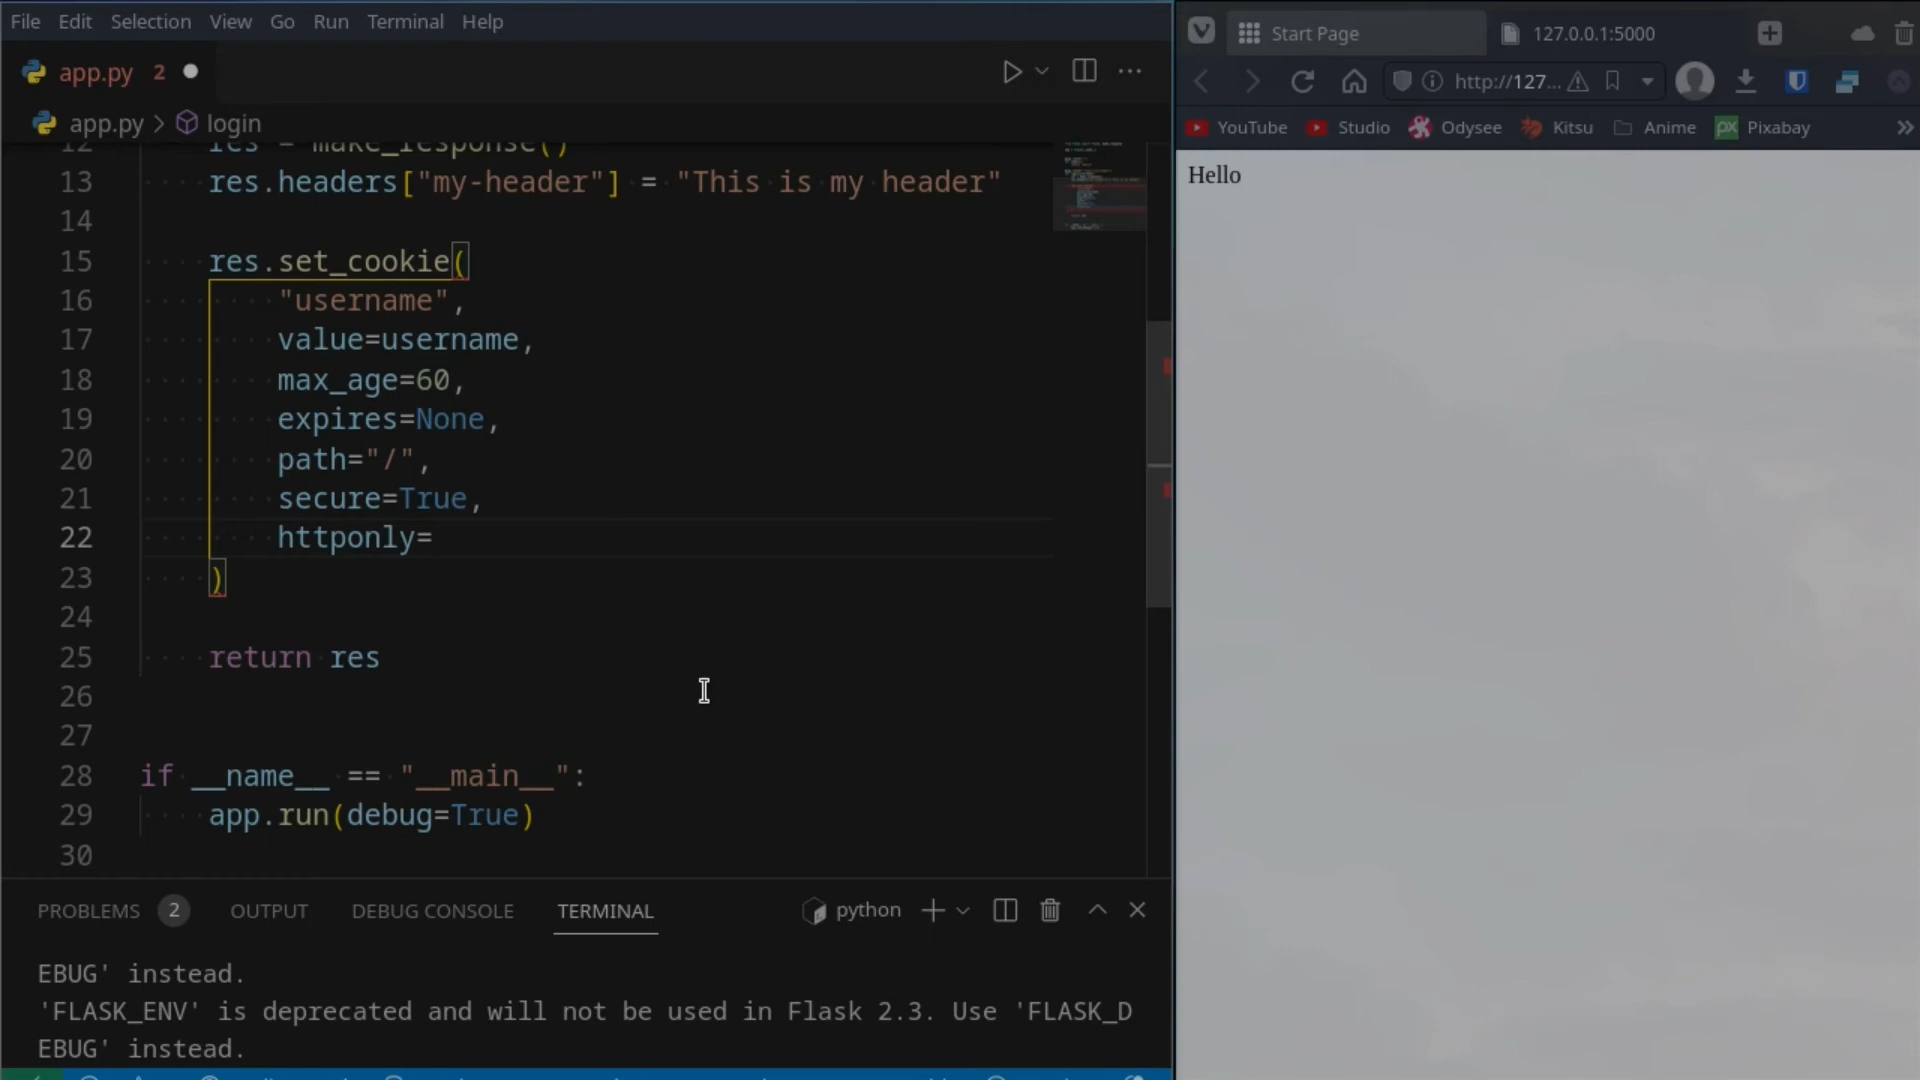 File Edit Selection View Go Run Terminal Help
app.py 2
app.py > login
12 res = make_response()
13 res.headers["my-header"] = "This is my header"
14
15 res.set_cookie(
16 "username",
17 value=username,
18 max_age=60,
19 expires=None,
20 path="/",
21 secure=True,
22 httponly=
23 )
24
25 return res
26
27
28 if __name__ == "__main__":
29 app.run(debug=True)
30
PROBLEMS 2 OUTPUT DEBUG CONSOLE TERMINAL python
EBUG' instead.
'FLASK_ENV' is deprecated and will not be used in Flask 2.3. Use 'FLASK_D
EBUG' instead.
Start Page 127.0.0.1:5000
http://127...
YouTube Studio Odysee Kitsu Anime px Pixabay
Hello